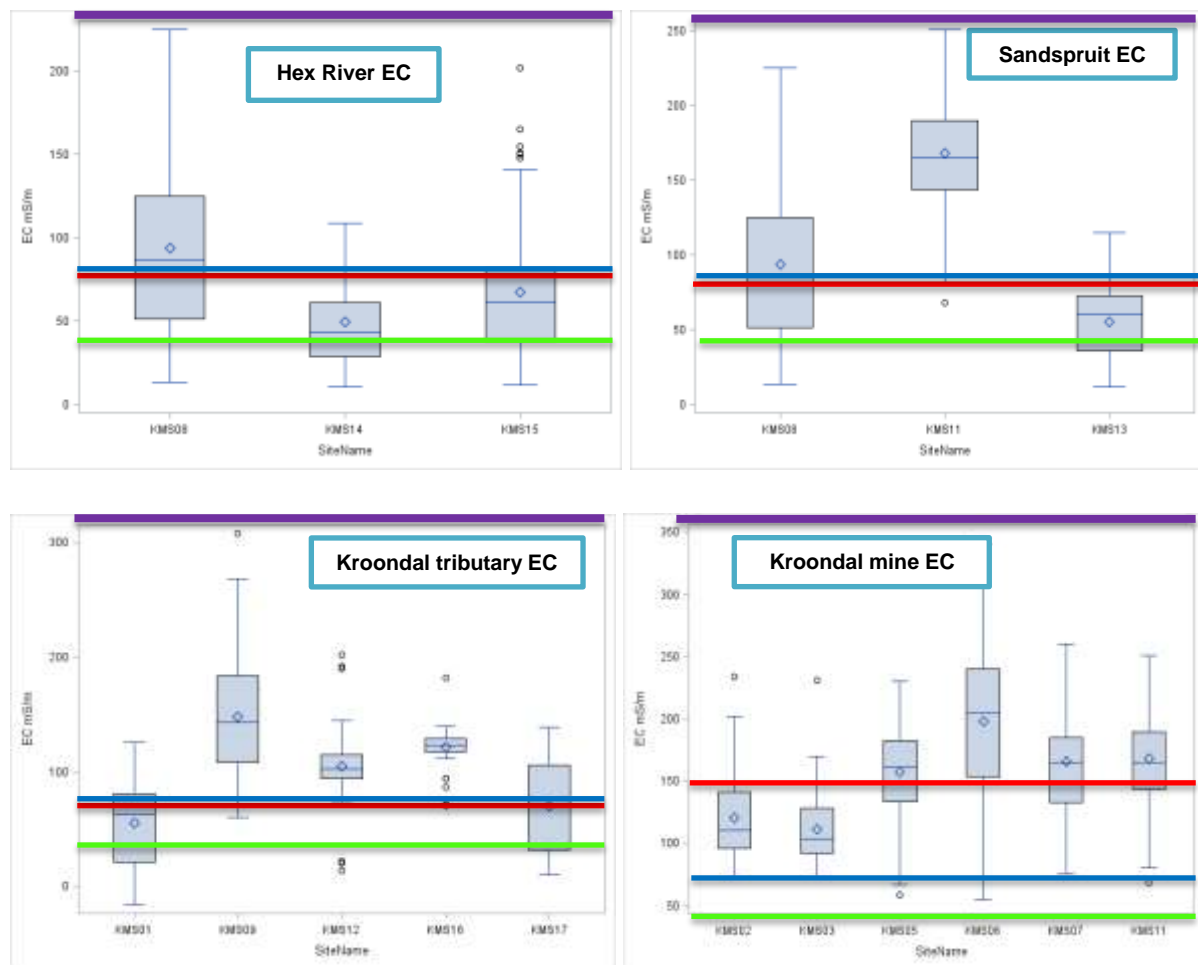 Hex River EC
200
150
100
50
0
EC mS/m
KMS08
KMS14
KMS15
SiteName
Sandspruit EC
250
200
150
100
50
0
EC mS/m
KMS08
KMS11
KMS13
SiteName
Kroondal tributary EC
300
200
100
0
EC mS/m
KMS01
KMS09
KMS12
KMS16
KMS17
SiteName
Kroondal mine EC
350
300
250
200
150
100
50
EC mS/m
KMS02
KMS03
KMS05
KMS06
KMS07
KMS11
SiteName